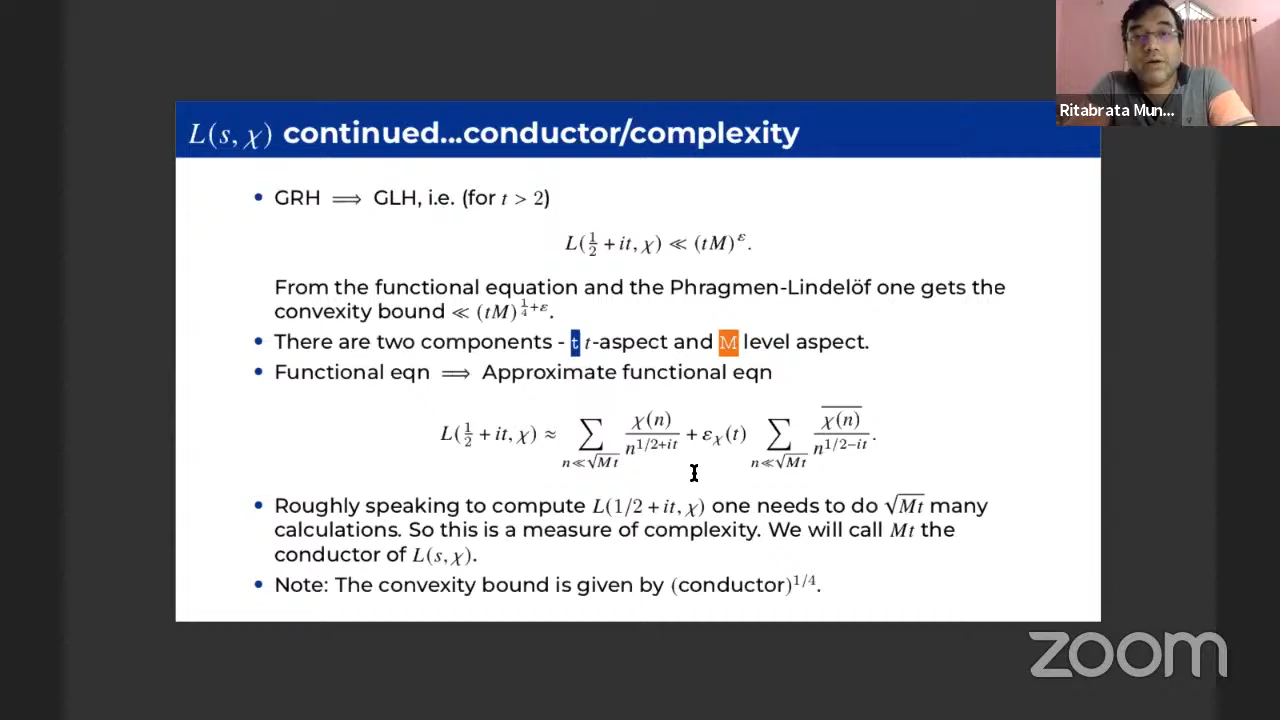 Ritabrata Mun...
L(s, χ) continued...conductor/complexity
• GRH ⟹ GLH, i.e. (for t > 2)
L(1/2 + it, χ) ≪ (tM)^ε.
From the functional equation and the Phragmen-Lindelöf one gets the
convexity bound ≪ (tM)^{1/4+ε}.
• There are two components - t t-aspect and M level aspect.
• Functional eqn ⟹ Approximate functional eqn
L(1/2 + it, χ) ≈ ∑_{n≪√Mt} χ(n)/n^{1/2+it} + ε_χ(t) ∑_{n≪√Mt} \overline{χ(n)}/n^{1/2−it}.
• Roughly speaking to compute L(1/2 + it, χ) one needs to do √Mt many
calculations. So this is a measure of complexity. We will call Mt the
conductor of L(s, χ).
• Note: The convexity bound is given by (conductor)^{1/4}.
zoom